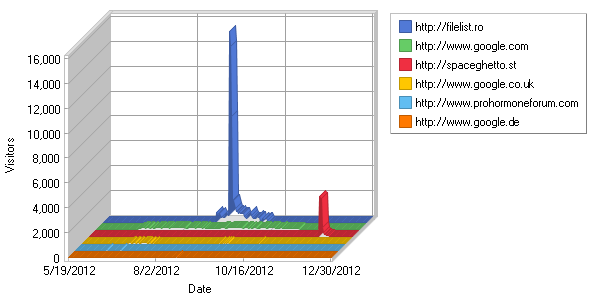 http://filelist.ro
http://www.google.com
http://spaceghetto.st
http://www.google.co.uk
http://www.prohormoneforum.com
http://www.google.de
Visitors
16,000
14,000
12,000
10,000
8,000
6,000
4,000
2,000
0
5/19/2012 8/2/2012 10/16/2012 12/30/2012
Date